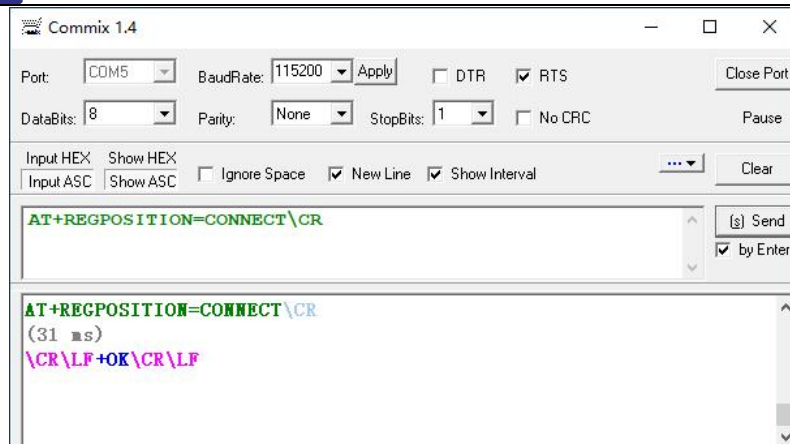 Commix 1.4
Port: COM5 BaudRate: 115200 Apply DTR RTS Close Port
DataBits: 8 Parity: None StopBits: 1 No CRC Pause
Input HEX Show HEX
Input ASC Show ASC Ignore Space New Line Show Interval ... Clear
AT+REGPOSITION=CONNECT\CR (s) Send
by Enter
AT+REGPOSITION=CONNECT\CR
(31 ms)
\CR\LF+OK\CR\LF